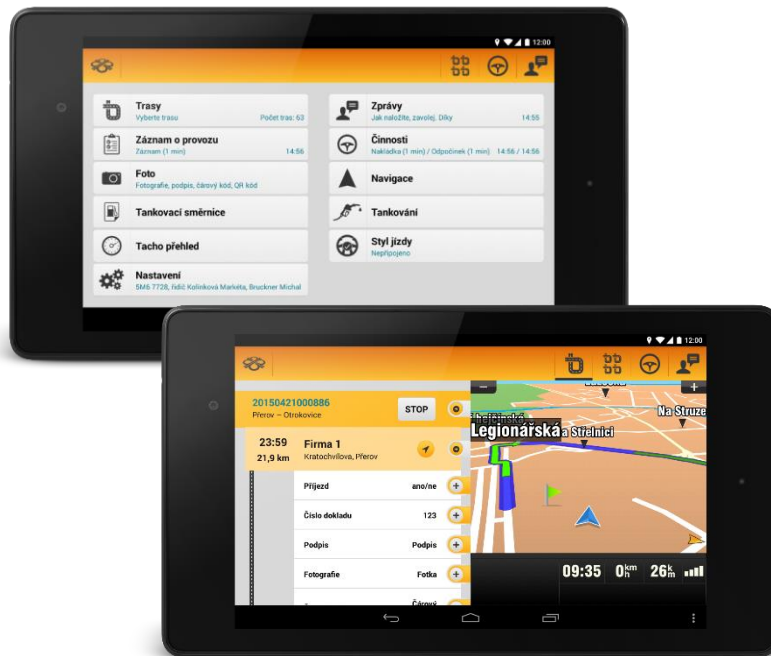 12:00
Trasy
Vyberte trasu
Počet tras: 63
Záznam o provozu
Záznam (1 min)
14:56
Foto
Fotografie, podpis, čárový kód, QR kód
Tankovací směrnice
Tacho přehled
Nastavení
5M6 7728, řidič Kolínková Markéta, Bruckner Michal
Zprávy
Jak naložíte, zavolej, Díky
14:55
Činnosti
Nakládka (1 min) / Odpočinek (1 min)
14:56 / 14:56
Navigace
Tankování
Styl jízdy
Nepřipojeno
12:00
20150421000886
Přerov – Otrokovice
STOP
23:59
Firma 1
21,9 km
Kratochvílova, Přerov
Příjezd
ano/ne
Číslo dokladu
123
Podpis
Podpis
Fotografie
Fotka
Čárový
Na Struze
Legionářská
a Střelnici
09:35
0 km/h
26 km